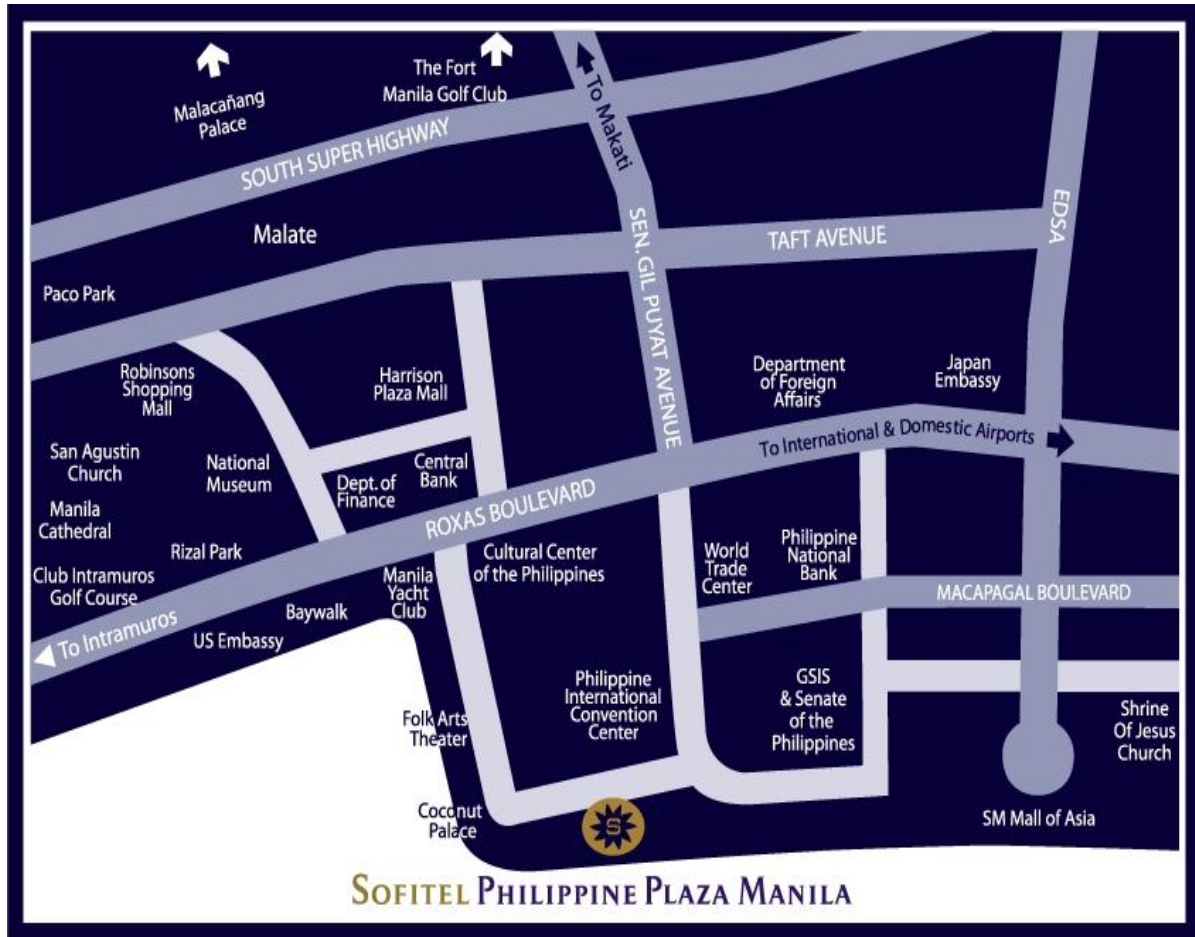 Malacañang
Palace
The Fort
Manila Golf Club
To Makati
SOUTH SUPER HIGHWAY
Malate
SEN. GIL PUYAT AVENUE
TAFT AVENUE
EDSA
Paco Park
Robinsons
Shopping
Mall
Harrison
Plaza Mall
Department
of Foreign
Affairs
Japan
Embassy
To International & Domestic Airports
San Agustin
Church
National
Museum
Dept. of
Finance
Central
Bank
Manila
Cathedral
ROXAS BOULEVARD
Rizal Park
Cultural Center
of the Philippines
World
Trade
Center
Philippine
National
Bank
Club Intramuros
Golf Course
Manila
Yacht
Club
Baywalk
MACAPAGAL BOULEVARD
To Intramuros
US Embassy
Philippine
International
Convention
Center
GSIS
& Senate
of the
Philippines
Folk Arts
Theater
Shrine
Of Jesus
Church
Coconut
Palace
S
SM Mall of Asia
SOFITEL PHILIPPINE PLAZA MANILA